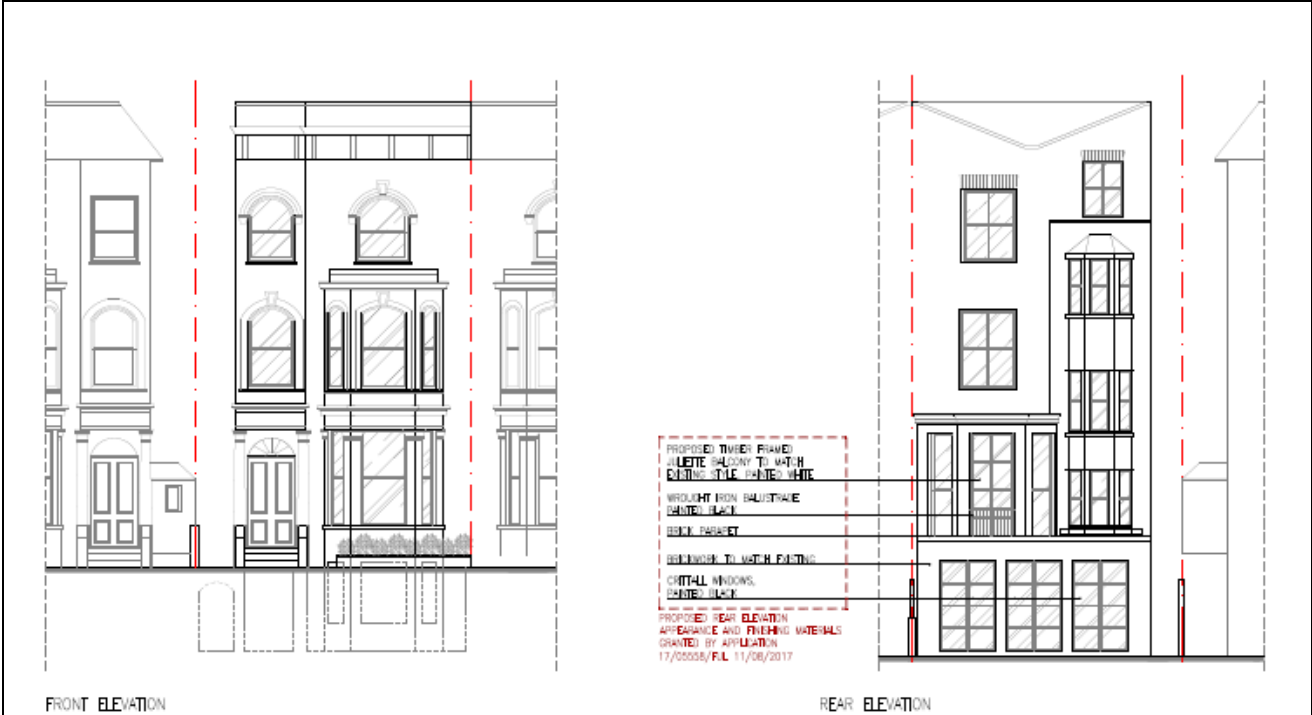 PROPOSED TIMBER FRAMED
JULIETTE BALCONY TO MATCH
EXISTING STYLE, PAINTED WHITE
WROUGHT IRON BALUSTRADE
PAINTED BLACK
BRICK PARAPET
BRICKWORK TO MATCH EXISTING
CRITTALL WINDOWS,
PAINTED BLACK
PROPOSED REAR ELEVATION
APPEARANCE AND FINISHING MATERIALS
GRANTED BY APPLICATION
17/05558/FUL 11/08/2017
FRONT ELEVATION
REAR ELEVATION